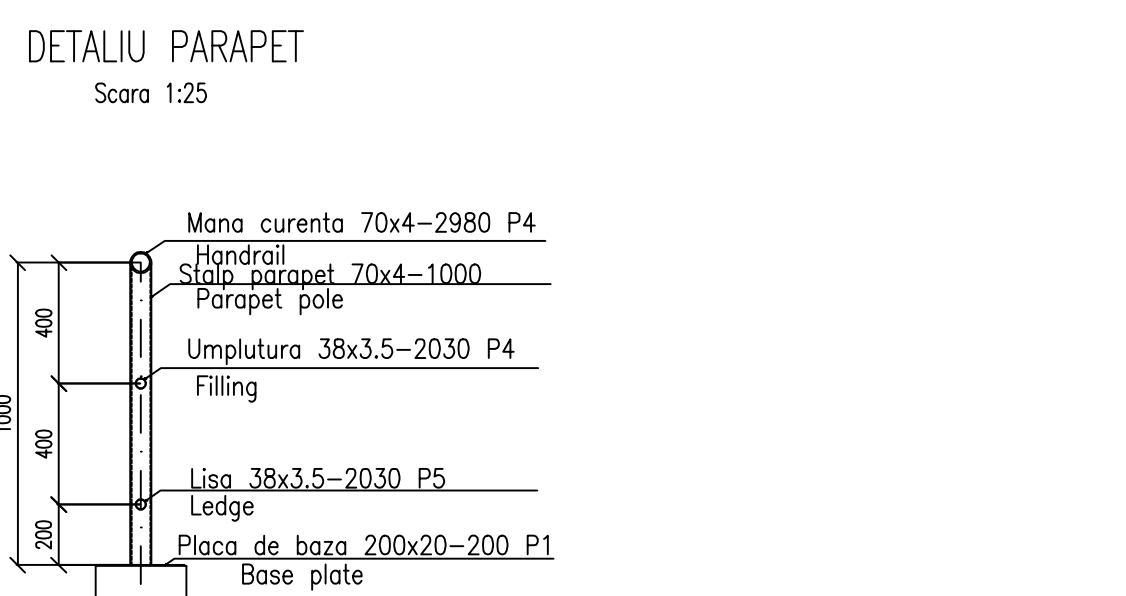 DETALIU PARAPET
Scara 1:25
Mana curenta 70x4-2980 P4
Handrail
Stalp parapet 70x4-1000
Parapet pole
400
Umplutura 38x3.5-2030 P4
Filling
1000
400
Lisa 38x3.5-2030 P5
Ledge
200
Placa de baza 200x20-200 P1
Base plate